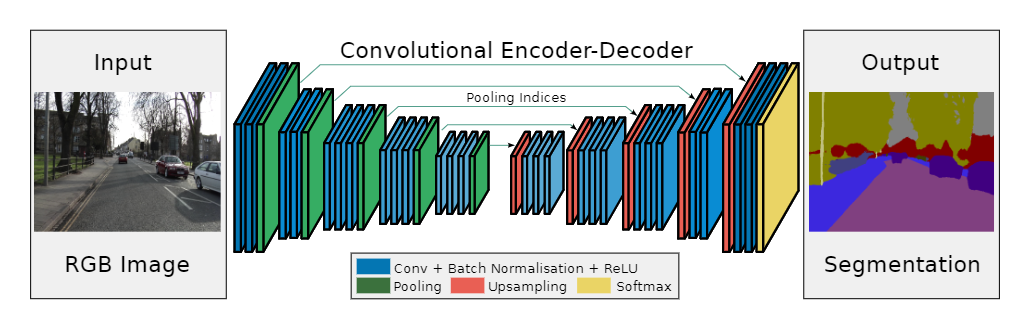 Convolutional Encoder-Decoder
Input
Output
Pooling Indices
RGB Image
Segmentation
Conv + Batch Normalisation + ReLU
Pooling
Upsampling
Softmax